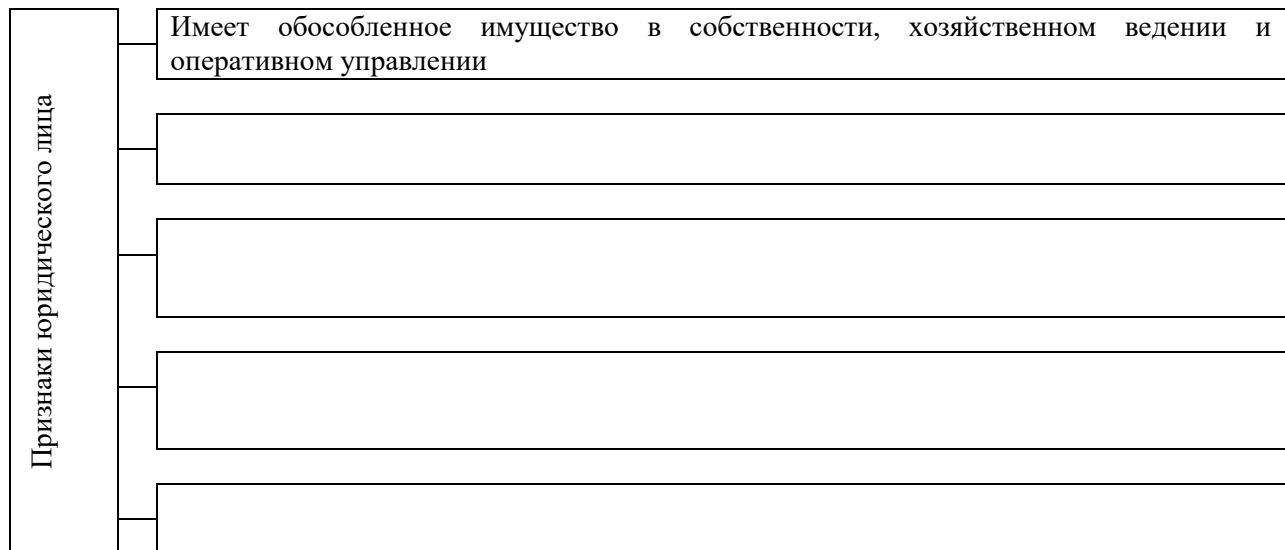 Признаки юридического лица
Имеет обособленное имущество в собственности, хозяйственном ведении и
оперативном управлении